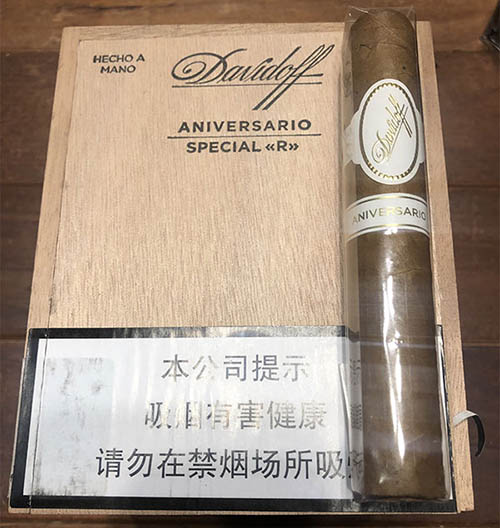 HECHO A
MANO
Davidoff
ANIVERSARIO
SPECIAL «R»
Davidoff
ANIVERSARIO
本公司提示
吸烟有害健康
请勿在禁烟场所吸